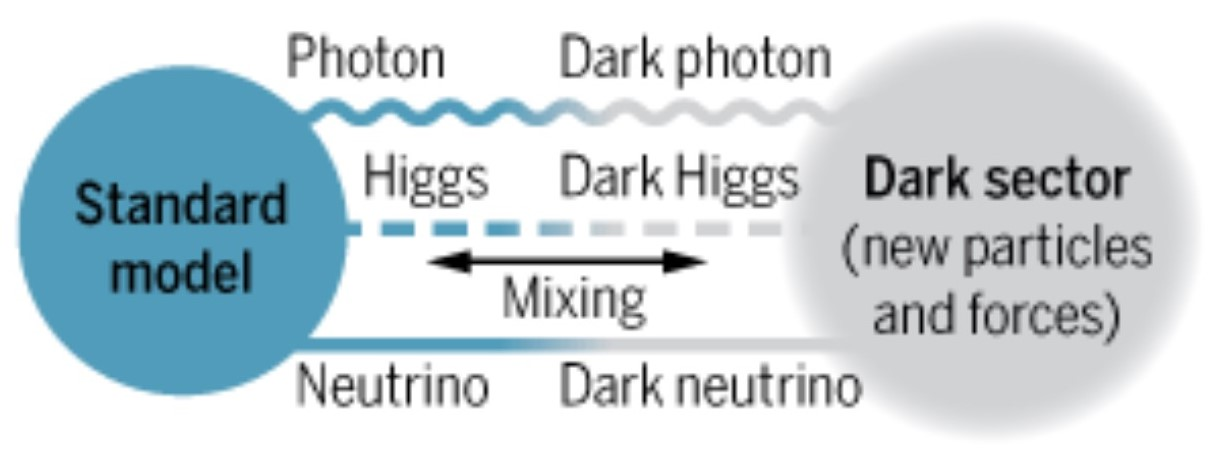 Photon
Dark photon
Higgs
Dark Higgs
Standard
model
Dark sector
(new particles
and forces)
Mixing
Neutrino
Dark neutrino